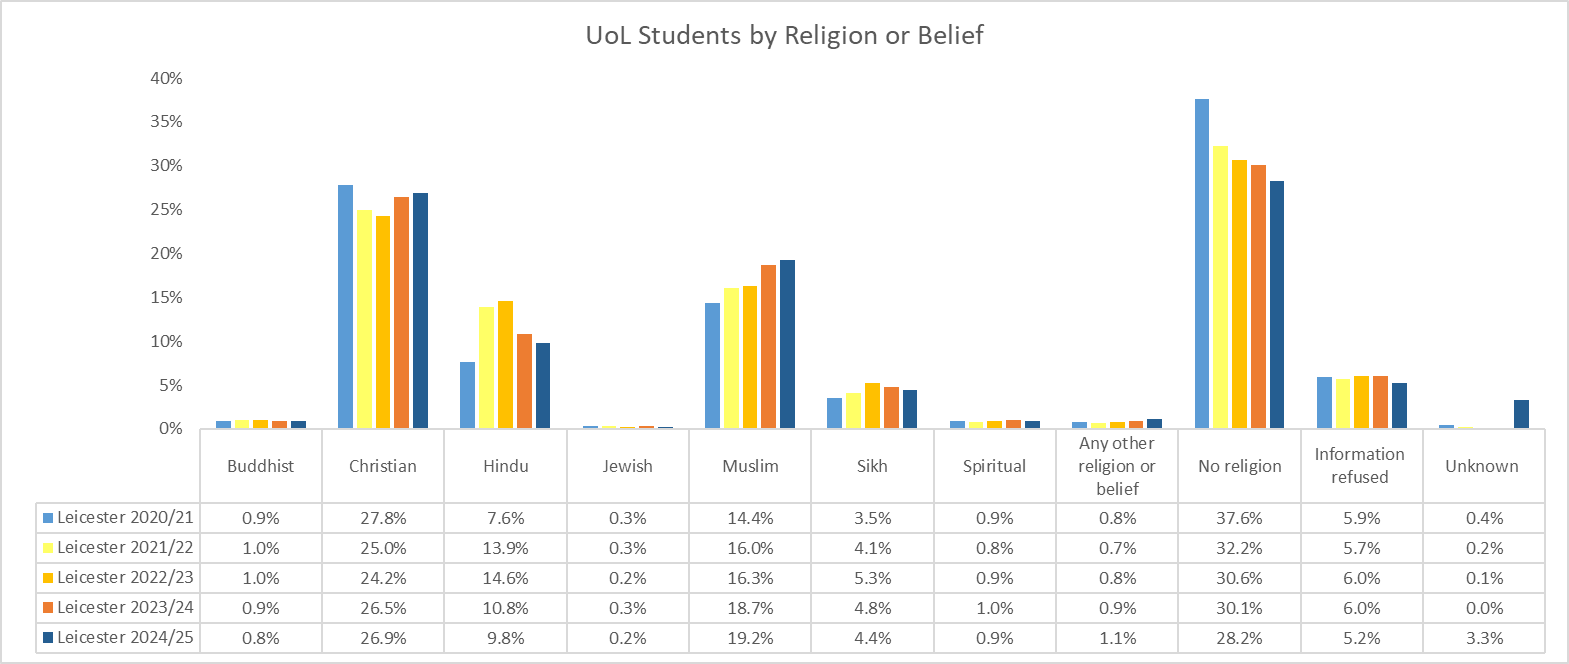 UoL Students by Religion or Belief
40%
35%
30%
25%
20%
15%
10%
5%
0%
Buddhist Christian Hindu Jewish Muslim Sikh Spiritual Any other religion or belief No religion Information refused Unknown
Leicester 2020/21 0.9% 27.8% 7.6% 0.3% 14.4% 3.5% 0.9% 0.8% 37.6% 5.9% 0.4%
Leicester 2021/22 1.0% 25.0% 13.9% 0.3% 16.0% 4.1% 0.8% 0.7% 32.2% 5.7% 0.2%
Leicester 2022/23 1.0% 24.2% 14.6% 0.2% 16.3% 5.3% 0.9% 0.8% 30.6% 6.0% 0.1%
Leicester 2023/24 0.9% 26.5% 10.8% 0.3% 18.7% 4.8% 1.0% 0.9% 30.1% 6.0% 0.0%
Leicester 2024/25 0.8% 26.9% 9.8% 0.2% 19.2% 4.4% 0.9% 1.1% 28.2% 5.2% 3.3%